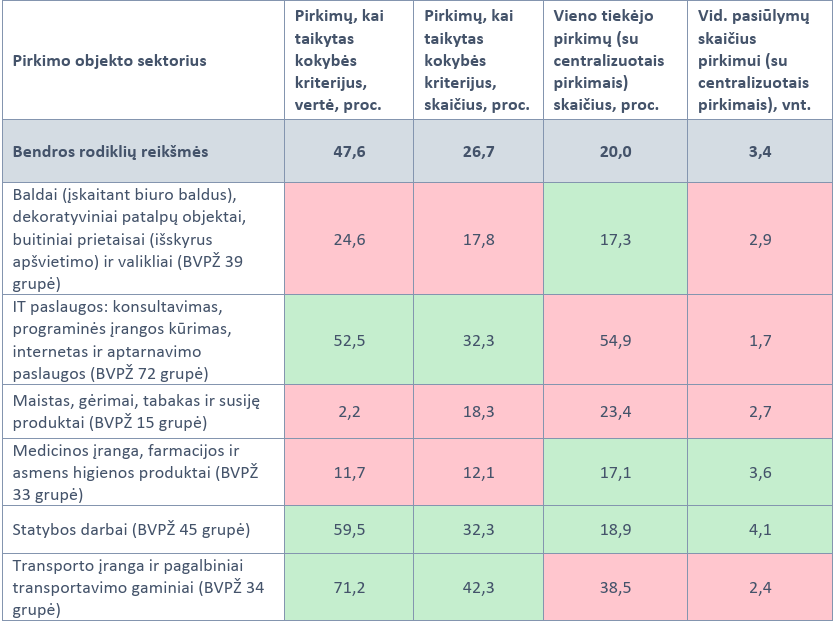 Pirkimo objekto sektorius
Pirkimų, kai
taikytas
kokybės
kriterijus,
vertė, proc.
Pirkimų, kai
taikytas
kokybės
kriterijus,
skaičius, proc.
Vieno tiekėjo
pirkimų (su
centralizuotais
pirkimais)
skaičius, proc.
Vid. pasiūlymų
skaičius
pirkimui (su
centralizuotais
pirkimais), vnt.
Bendros rodiklių reikšmės
47,6
26,7
20,0
3,4
Baldai (įskaitant biuro baldus),
dekoratyviniai patalpų objektai,
buitiniai prietaisai (išskyrus
apšvietimo) ir valikliai (BVPŽ 39
grupė)
24,6
17,8
17,3
2,9
IT paslaugos: konsultavimas,
programinės įrangos kūrimas,
internetas ir aptarnavimo
paslaugos (BVPŽ 72 grupė)
52,5
32,3
54,9
1,7
Maistas, gėrimai, tabakas ir susiję
produktai (BVPŽ 15 grupė)
2,2
18,3
23,4
2,7
Medicinos įranga, farmacijos ir
asmens higienos produktai (BVPŽ
33 grupė)
11,7
12,1
17,1
3,6
Statybos darbai (BVPŽ 45 grupė)
59,5
32,3
18,9
4,1
Transporto įranga ir pagalbiniai
transportavimo gaminiai (BVPŽ 34
grupė)
71,2
42,3
38,5
2,4